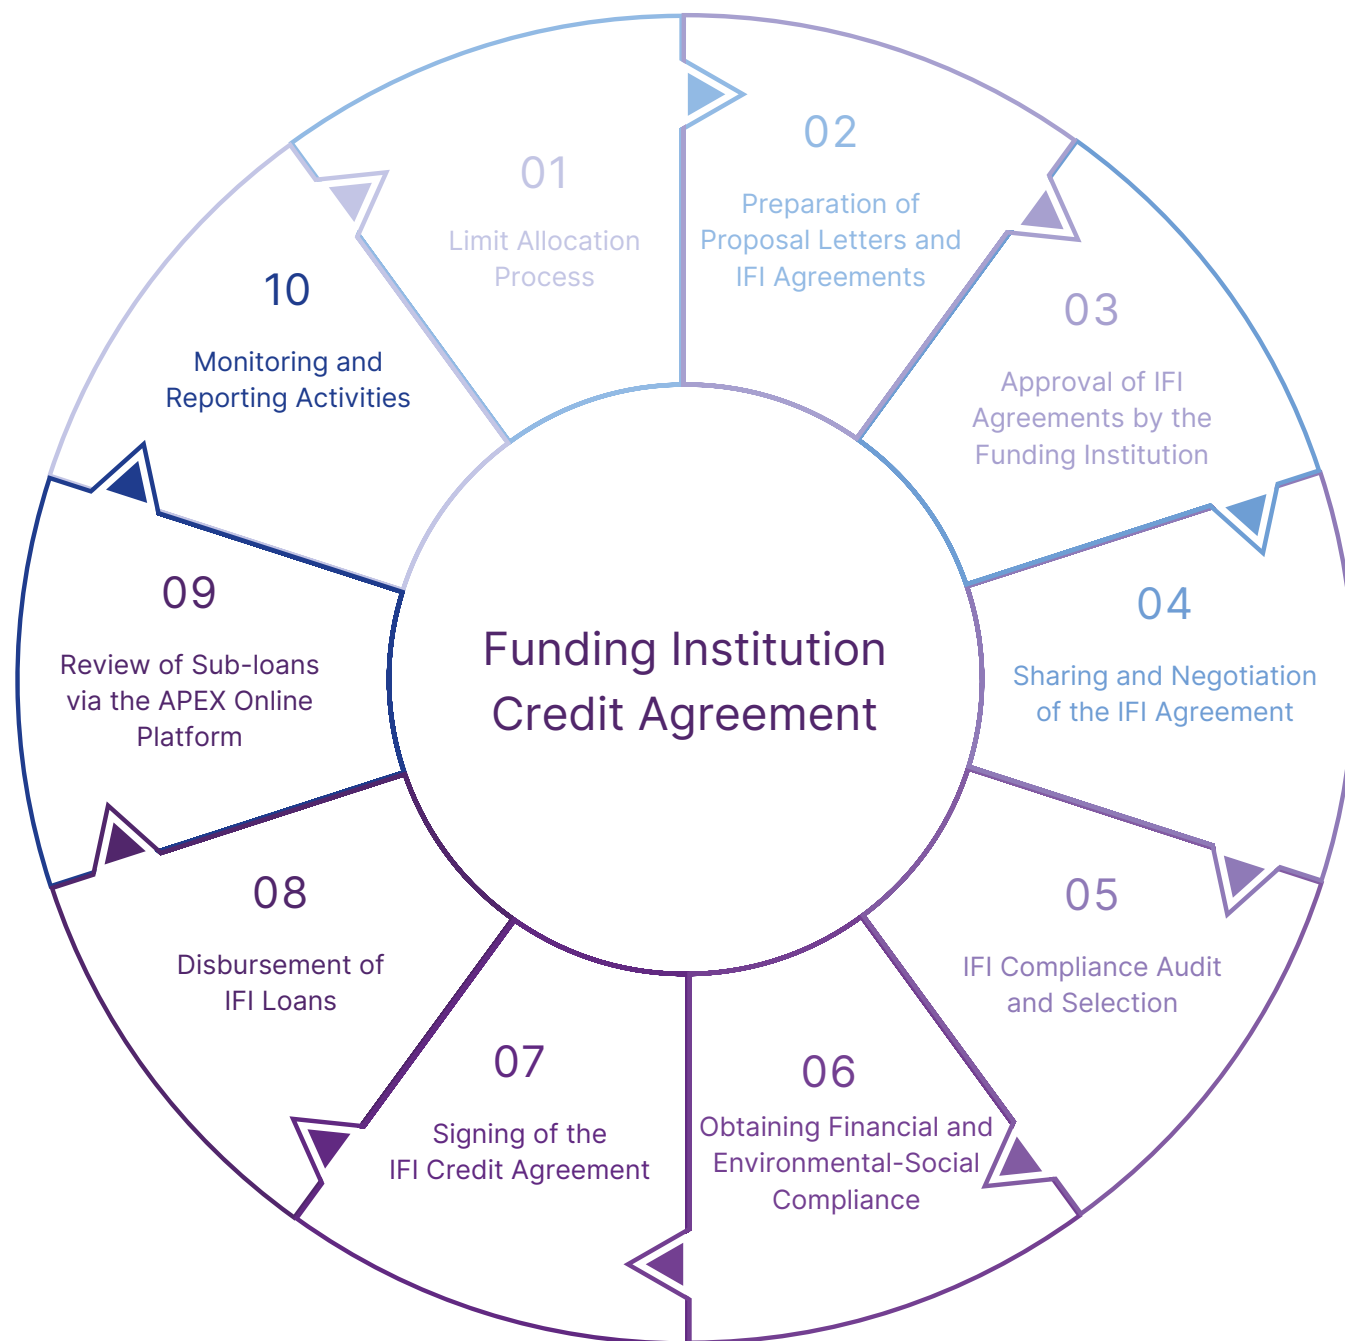 01
Limit Allocation
Process
02
Preparation of
Proposal Letters and
IFI Agreements
03
Approval of IFI
Agreements by the
Funding Institution
04
Sharing and Negotiation
of the IFI Agreement
05
IFI Compliance Audit
and Selection
06
Obtaining Financial and
Environmental-Social
Compliance
07
Signing of the
IFI Credit Agreement
08
Disbursement of
IFI Loans
09
Review of Sub-loans
via the APEX Online
Platform
10
Monitoring and
Reporting Activities
Funding Institution
Credit Agreement